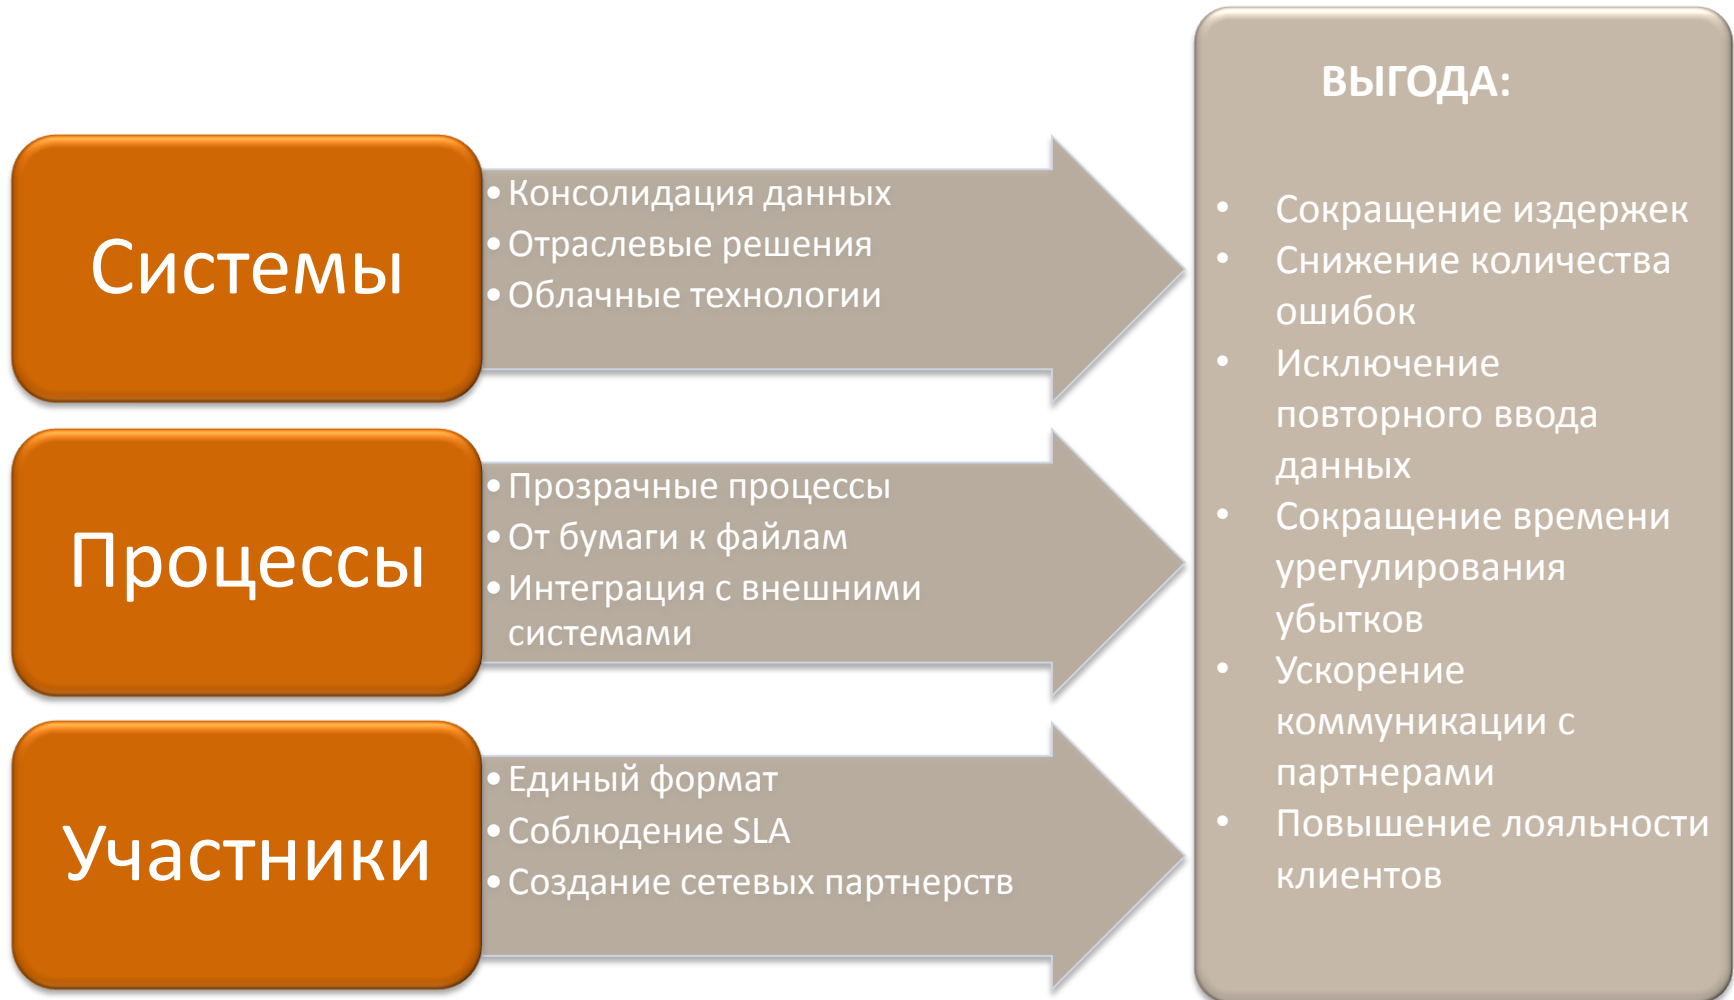 Системы
• Консолидация данных
• Отраслевые решения
• Облачные технологии
Процессы
• Прозрачные процессы
• От бумаги к файлам
• Интеграция с внешними
системами
Участники
• Единый формат
• Соблюдение SLA
• Создание сетевых партнерств
ВЫГОДА:
• Сокращение издержек
• Снижение количества
ошибок
• Исключение
повторного ввода
данных
• Сокращение времени
урегулирования
убытков
• Ускорение
коммуникации с
партнерами
• Повышение лояльности
клиентов